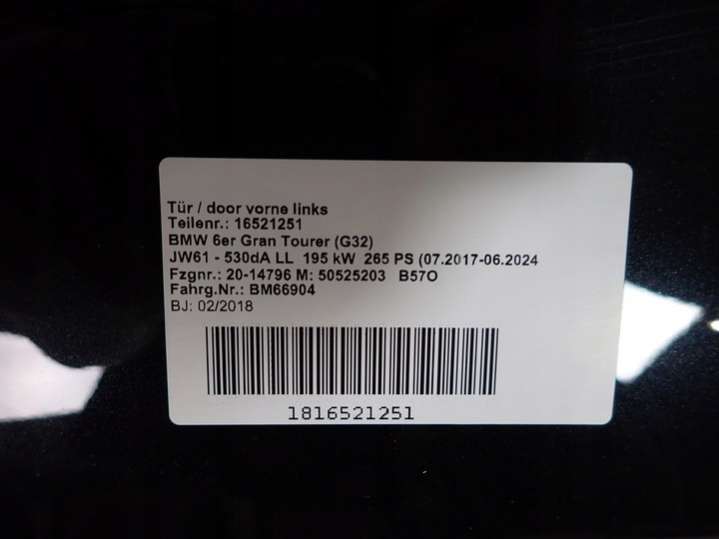 Tür / door vorne links
Teilenr.: 16521251
BMW 6er Gran Tourer (G32)
JW61 - 530dA LL 195 kW 265 PS (07.2017-06.2024
Fzgnr.: 20-14796 M: 50525203 B57O
Fahrg.Nr.: BM66904
BJ: 02/2018
1816521251